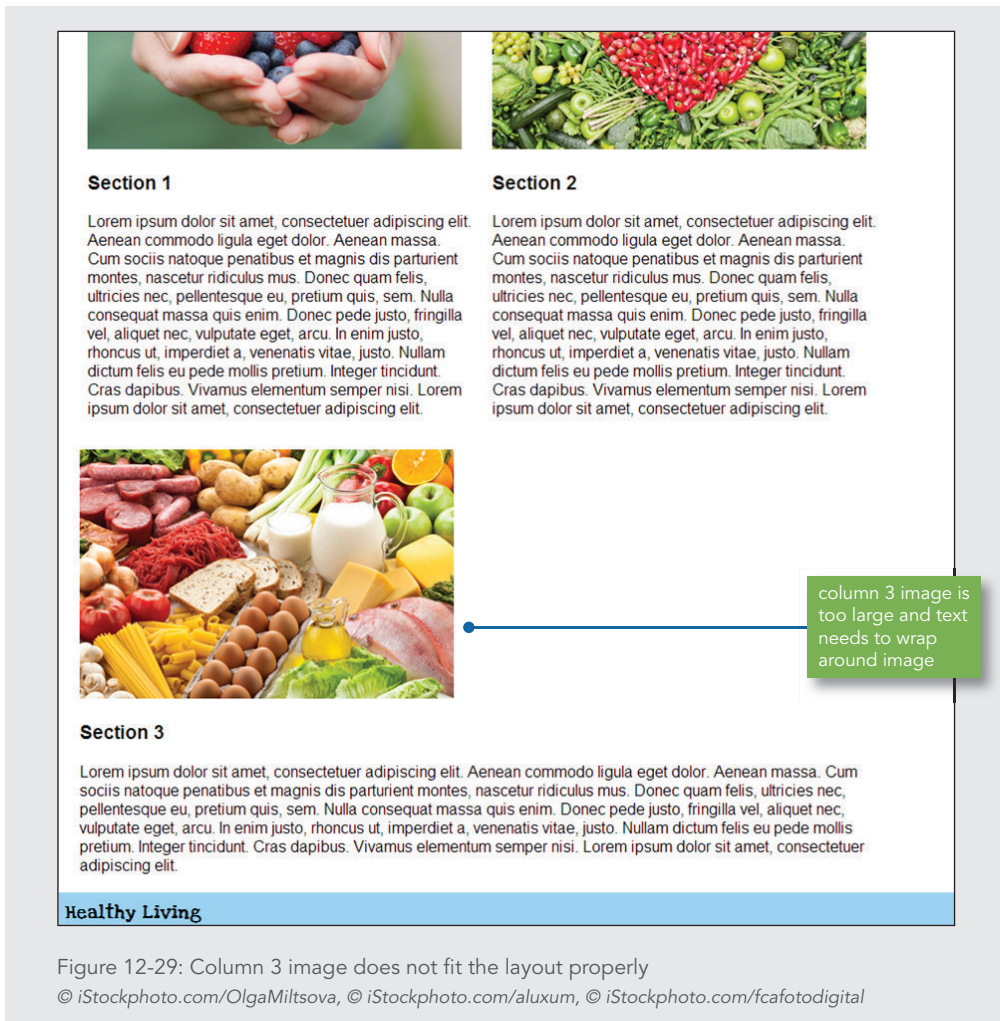 Section 1
Lorem ipsum dolor sit amet, consectetuer adipiscing elit.
Aenean commodo ligula eget dolor. Aenean massa.
Cum sociis natoque penatibus et magnis dis parturient
montes, nascetur ridiculus mus. Donec quam felis,
ultricies nec, pellentesque eu, pretium quis, sem. Nulla
consequat massa quis enim. Donec pede justo, fringilla
vel, aliquet nec, vulputate eget, arcu. In enim justo,
rhoncus ut, imperdiet a, venenatis vitae, justo. Nullam
dictum felis eu pede mollis pretium. Integer tincidunt.
Cras dapibus. Vivamus elementum semper nisi. Lorem
ipsum dolor sit amet, consectetuer adipiscing elit.
Section 2
Lorem ipsum dolor sit amet, consectetuer adipiscing elit.
Aenean commodo ligula eget dolor. Aenean massa.
Cum sociis natoque penatibus et magnis dis parturient
montes, nascetur ridiculus mus. Donec quam felis,
ultricies nec, pellentesque eu, pretium quis, sem. Nulla
consequat massa quis enim. Donec pede justo, fringilla
vel, aliquet nec, vulputate eget, arcu. In enim justo,
rhoncus ut, imperdiet a, venenatis vitae, justo. Nullam
dictum felis eu pede mollis pretium. Integer tincidunt.
Cras dapibus. Vivamus elementum semper nisi. Lorem
ipsum dolor sit amet, consectetuer adipiscing elit.
column 3 image is
too large and text
needs to wrap
around image
Section 3
Lorem ipsum dolor sit amet, consectetuer adipiscing elit. Aenean commodo ligula eget dolor. Aenean massa. Cum
sociis natoque penatibus et magnis dis parturient montes, nascetur ridiculus mus. Donec quam felis, ultricies nec,
pellentesque eu, pretium quis, sem. Nulla consequat massa quis enim. Donec pede justo, fringilla vel, aliquet nec,
vulputate eget, arcu. In enim justo, rhoncus ut, imperdiet a, venenatis vitae, justo. Nullam dictum felis eu pede mollis
pretium. Integer tincidunt. Cras dapibus. Vivamus elementum semper nisi. Lorem ipsum dolor sit amet, consectetuer
adipiscing elit.
Healthy Living
Figure 12-29: Column 3 image does not fit the layout properly
© iStockphoto.com/OlgaMiltsova, © iStockphoto.com/aluxum, © iStockphoto.com/fcafotodigital